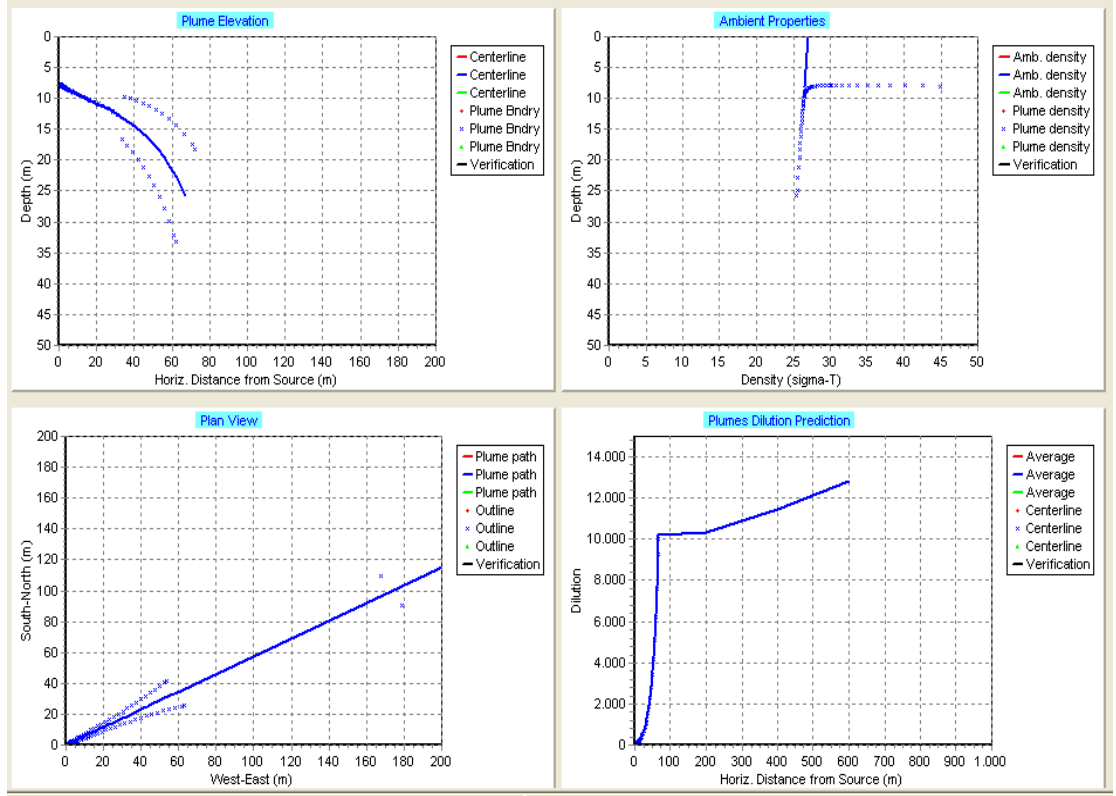 Plume Elevation
0
5
10
15
20
25
30
35
40
45
50
Depth (m)
0 20 40 60 80 100 120 140 160 180 200
Horiz. Distance from Source (m)
Centerline
Centerline
Centerline
Plume Bndry
Plume Bndry
Plume Bndry
Verification
Ambient Properties
0
5
10
15
20
25
30
35
40
45
50
Depth (m)
0 5 10 15 20 25 30 35 40 45 50
Density (sigma-T)
Amb. density
Amb. density
Amb. density
Plume density
Plume density
Plume density
Verification
Plan View
200
180
160
140
120
100
80
60
40
20
0
South-North (m)
0 20 40 60 80 100 120 140 160 180 200
West-East (m)
Plume path
Plume path
Plume path
Outline
Outline
Outline
Verification
Plumes Dilution Prediction
14.000
12.000
10.000
8.000
6.000
4.000
2.000
0
Dilution
0 100 200 300 400 500 600 700 800 900 1.000
Horiz. Distance from Source (m)
Average
Average
Average
Centerline
Centerline
Centerline
Verification